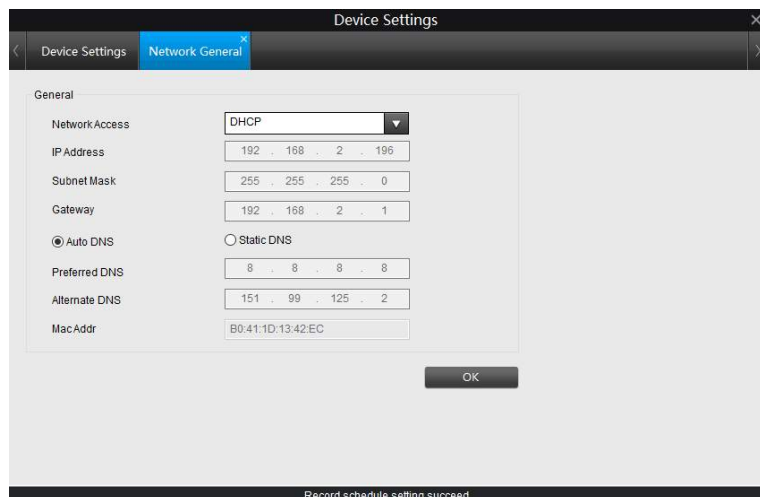 Device Settings
Device Settings Network General
General
Network Access DHCP
IP Address 192 . 168 . 2 . 196
Subnet Mask 255 . 255 . 255 . 0
Gateway 192 . 168 . 2 . 1
Auto DNS Static DNS
Preferred DNS 8 . 8 . 8 . 8
Alternate DNS 151 . 99 . 125 . 2
Mac Addr B0:41:1D:13:42:EC
OK
Record schedule setting succeed